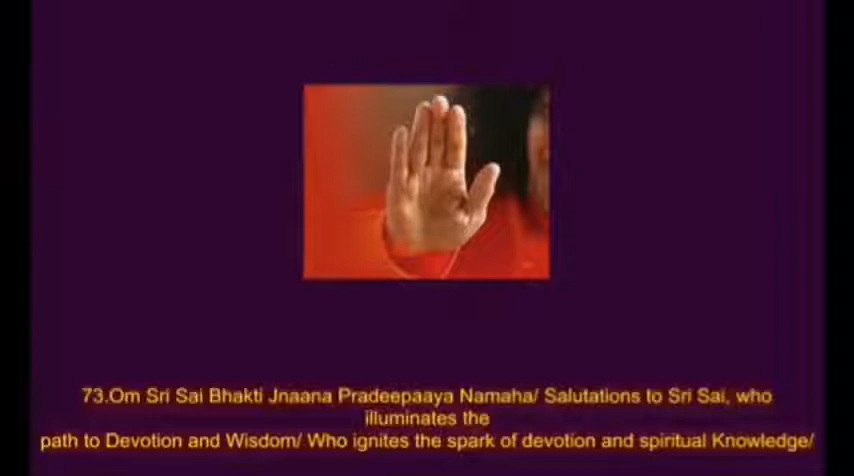 73.Om Sri Sai Bhakti Jnaana Pradeepaaya Namaha/ Salutations to Sri Sai, who
illuminates the
path to Devotion and Wisdom/ Who ignites the spark of devotion and spiritual Knowledge/